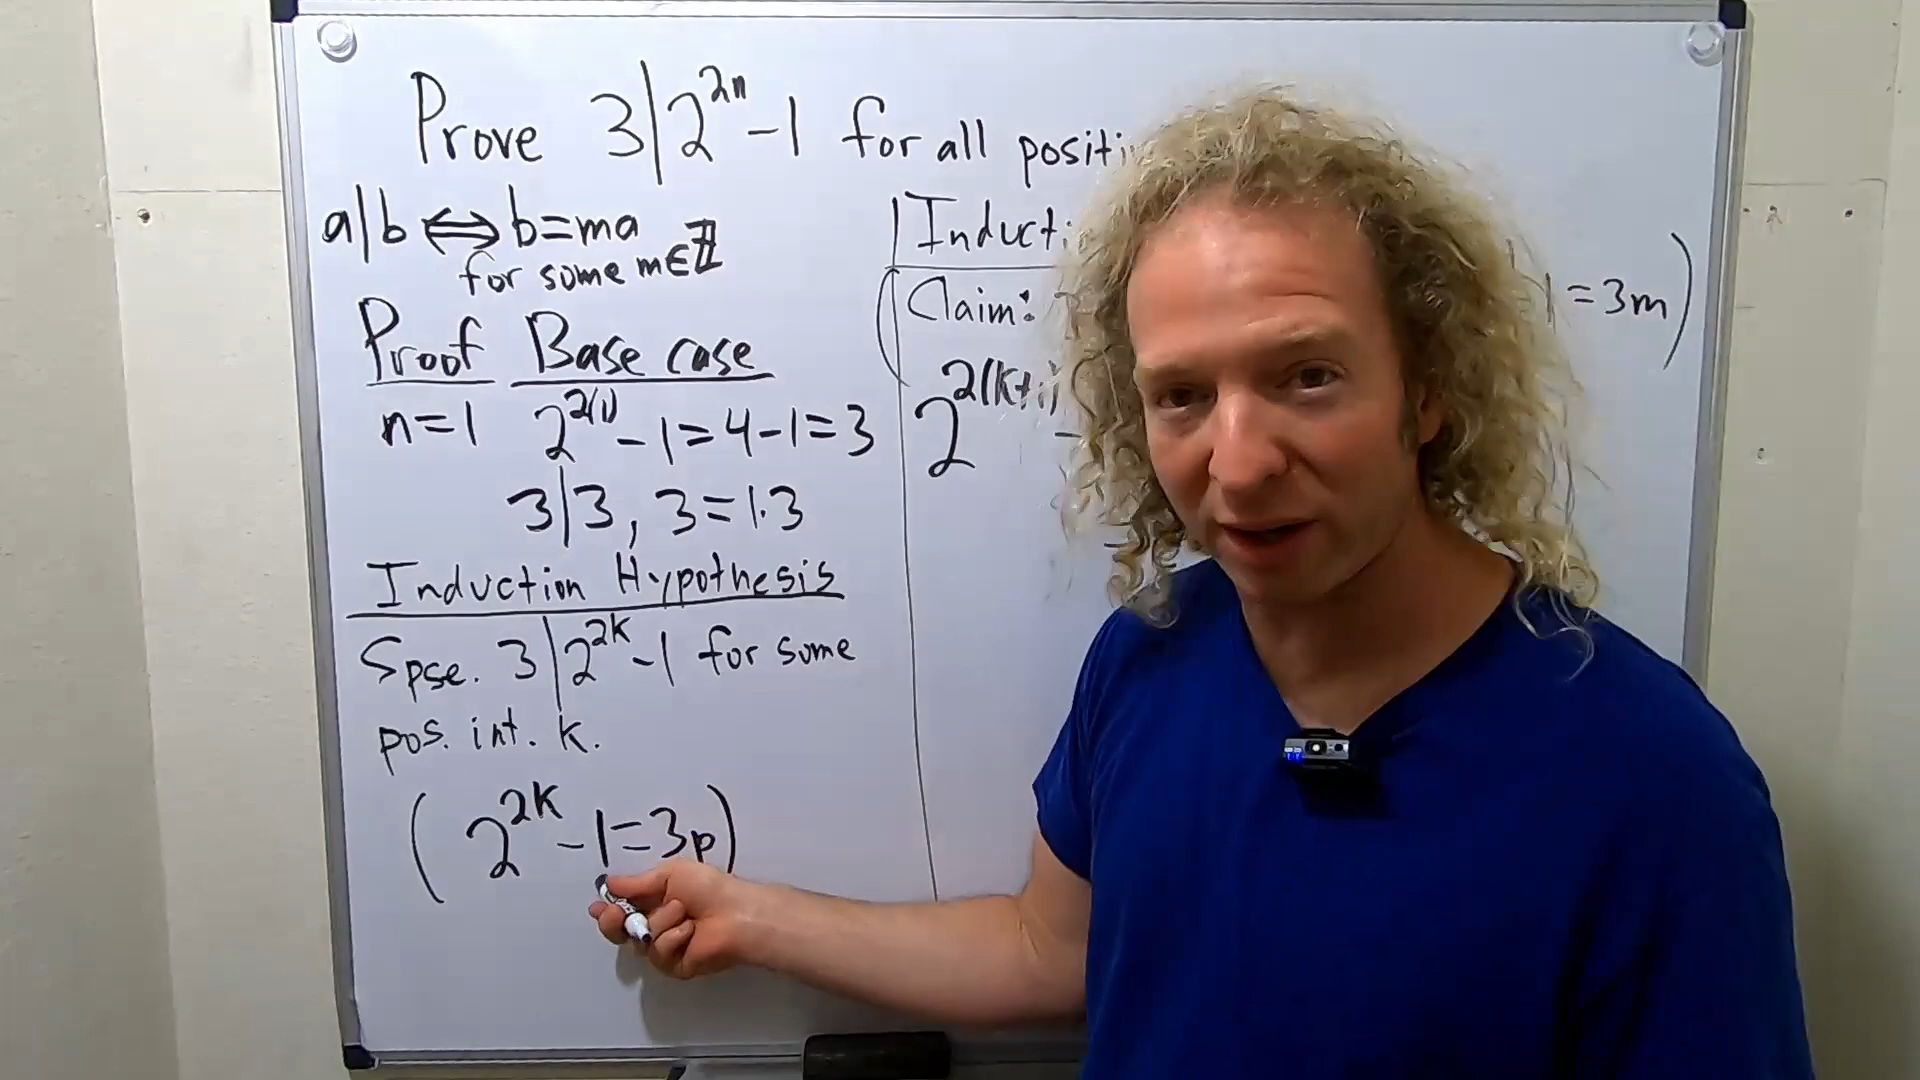 Prove 3|2^{2n}-1 for all positi
a|b ⇔ b=ma
for some m∈ℤ
Proof Base case
n=1 2^{2(1)}-1=4-1=3
3|3, 3=1·3
Induction Hypothesis
Spse. 3|2^{2k}-1 for some
pos. int. k.
(2^{2k}-1=3p)
Inducti
(Claim: 1=3m)
2^{2(k+1)} -